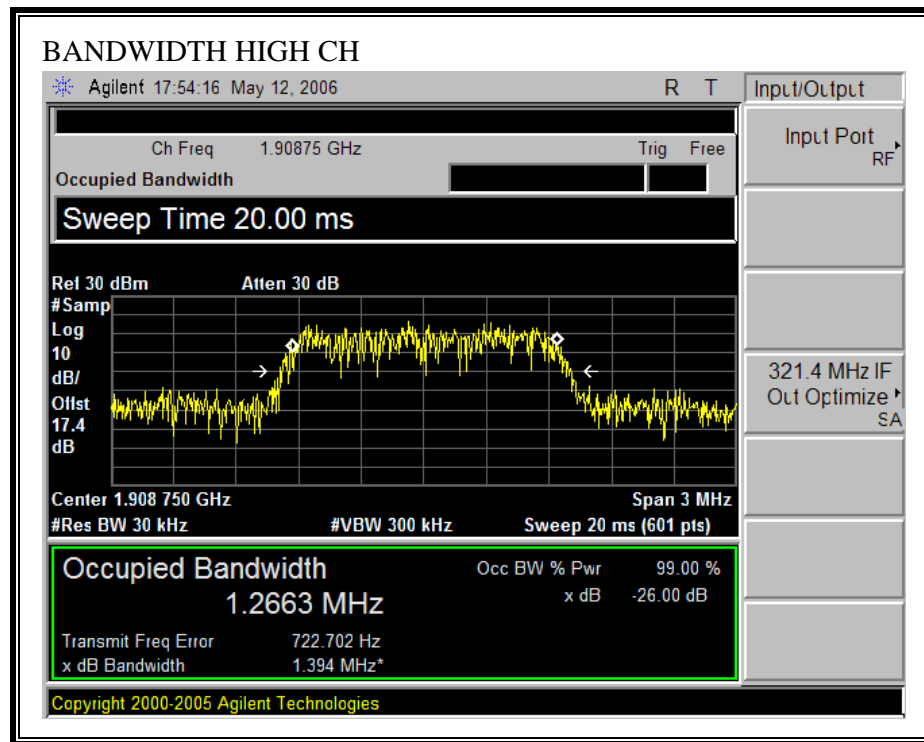 BANDWIDTH HIGH CH
Agilent 17:54:16 May 12, 2006 R T
Input/Output
Ch Freq 1.90875 GHz Trig Free
Occupied Bandwidth
Input Port
RF
Sweep Time 20.00 ms
Ref 30 dBm Atten 30 dB
#Samp
Log
10
dB/
Offst
17.4
dB
321.4 MHz IF
Out Optimize
SA
Center 1.908 750 GHz Span 3 MHz
#Res BW 30 kHz #VBW 300 kHz Sweep 20 ms (601 pts)
Occupied Bandwidth Occ BW % Pwr 99.00 %
1.2663 MHz x dB -26.00 dB
Transmit Freq Error 722.702 Hz
x dB Bandwidth 1.394 MHz*
Copyright 2000-2005 Agilent Technologies